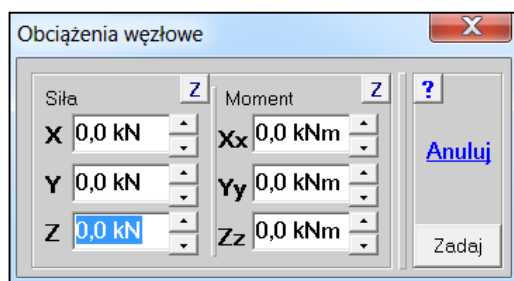 Obciążenia węzłowe
X
Siła Z Moment Z ?
X 0,0 kN Xx 0,0 kNm Anuluj
Y 0,0 kN Yy 0,0 kNm
Z 0,0 kN Zz 0,0 kNm Zadaj